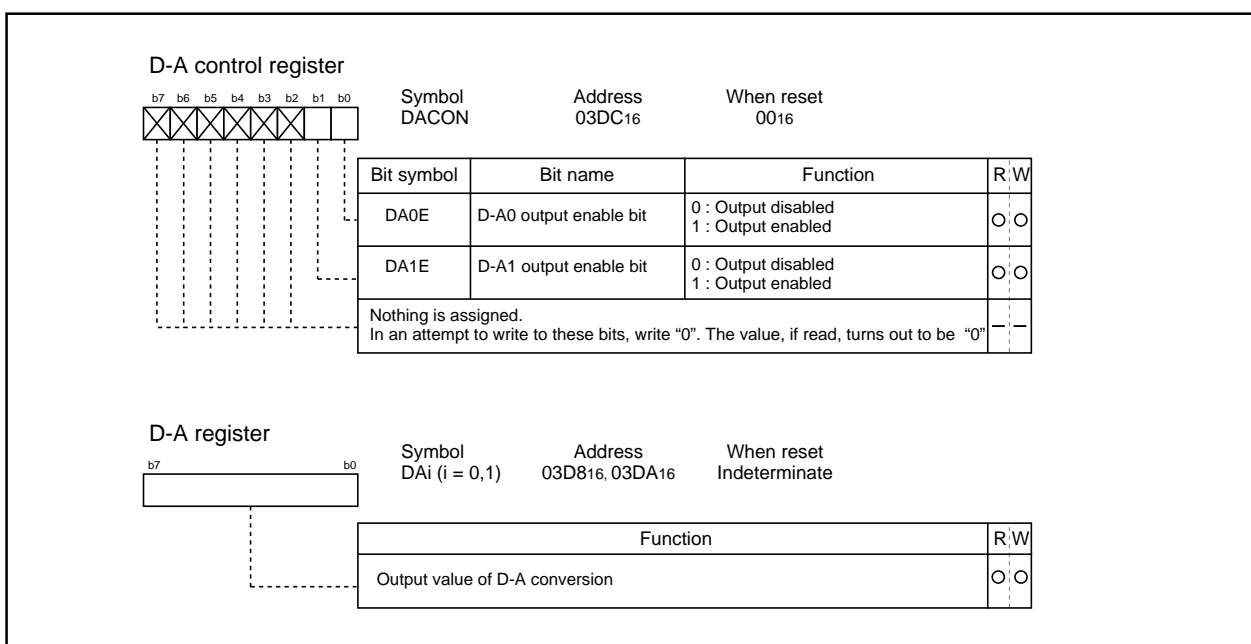 D-A control register
b7 b6 b5 b4 b3 b2 b1 b0
Symbol Address When reset
DACON 03DC16 0016
Bit symbol Bit name Function R W
DA0E D-A0 output enable bit 0 : Output disabled
1 : Output enabled
DA1E D-A1 output enable bit 0 : Output disabled
1 : Output enabled
Nothing is assigned.
In an attempt to write to these bits, write “0”. The value, if read, turns out to be “0”
D-A register
b7 b0
Symbol Address When reset
DAi (i = 0,1) 03D816, 03DA16 Indeterminate
Function R W
Output value of D-A conversion